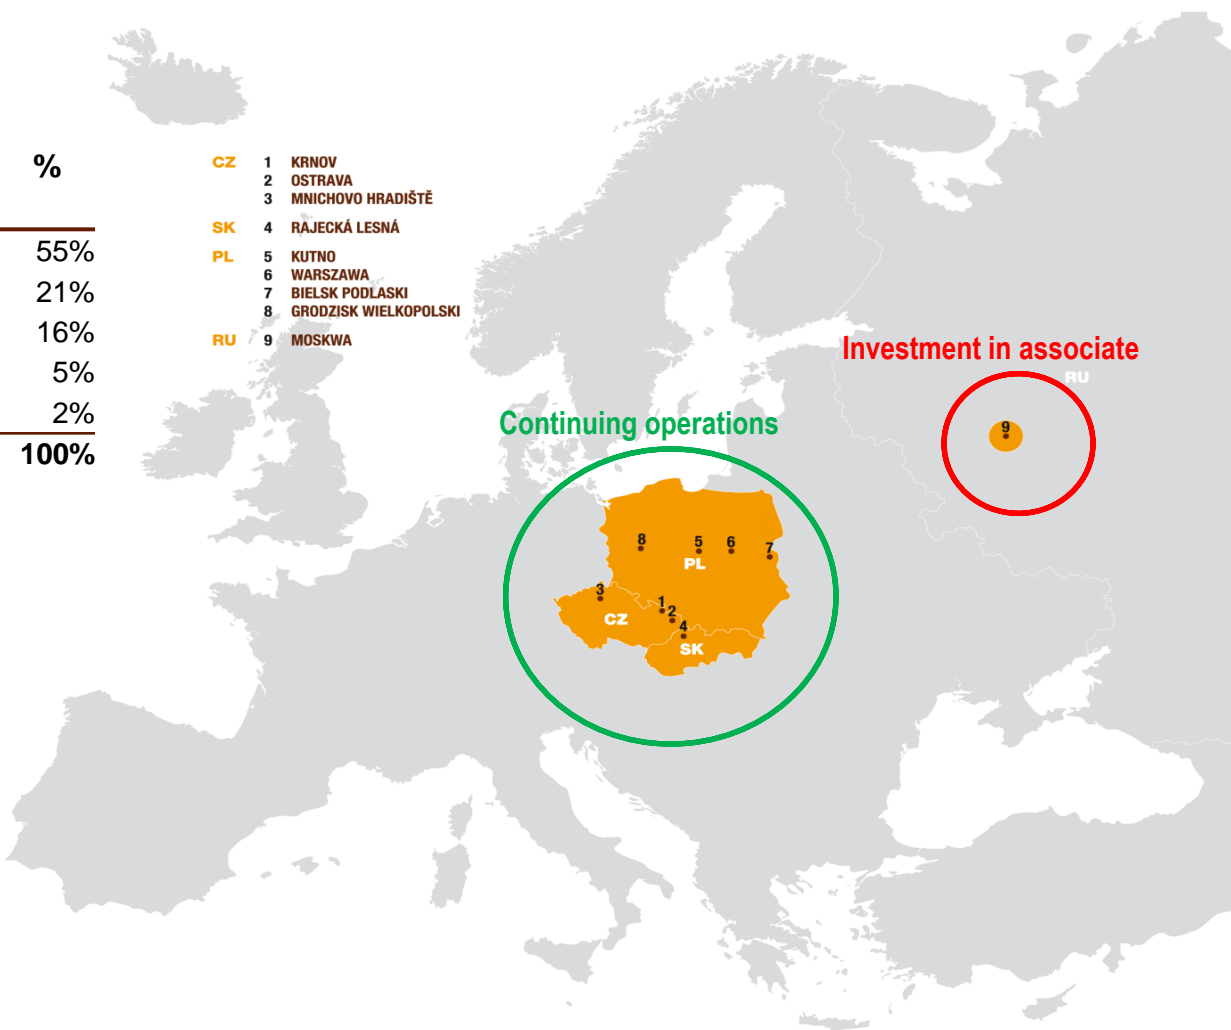 %
55%
21%
16%
5%
2%
100%
CZ 1 KRNOV
2 OSTRAVA
3 MNICHOVO HRADIŠTĚ
SK 4 RAJECKÁ LESNÁ
PL 5 KUTNO
6 WARSZAWA
7 BIELSK PODLASKI
8 GRODZISK WIELKOPOLSKI
RU 9 MOSKWA
Investment in associate
RU
9
Continuing operations
8 5 6 7
PL
3
1
2
CZ
4
SK